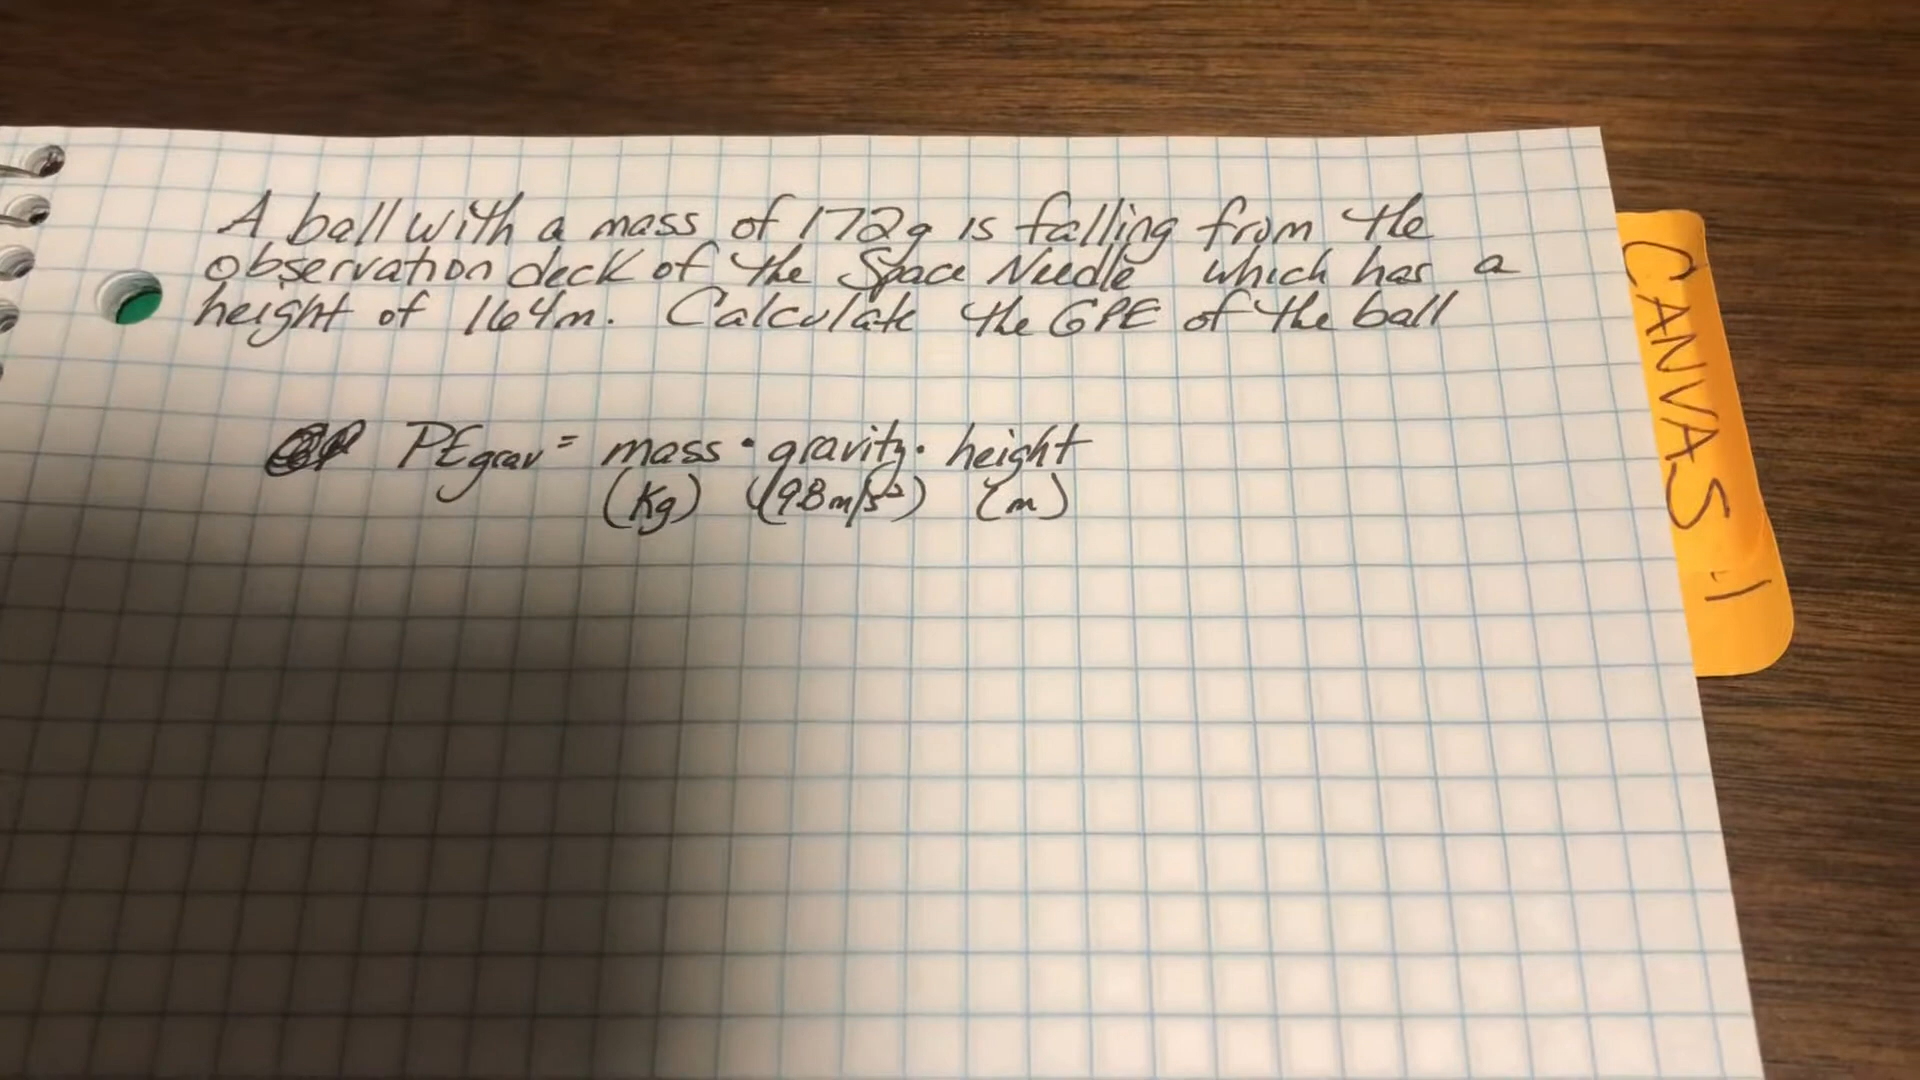 A ball with a mass of 172g is falling from the
observation deck of the Space Needle which has a
height of 164m. Calculate the GPE of the ball
PEgrav = mass · gravity · height
(Kg) (9.8m/s²) (m)
CANVAS.1